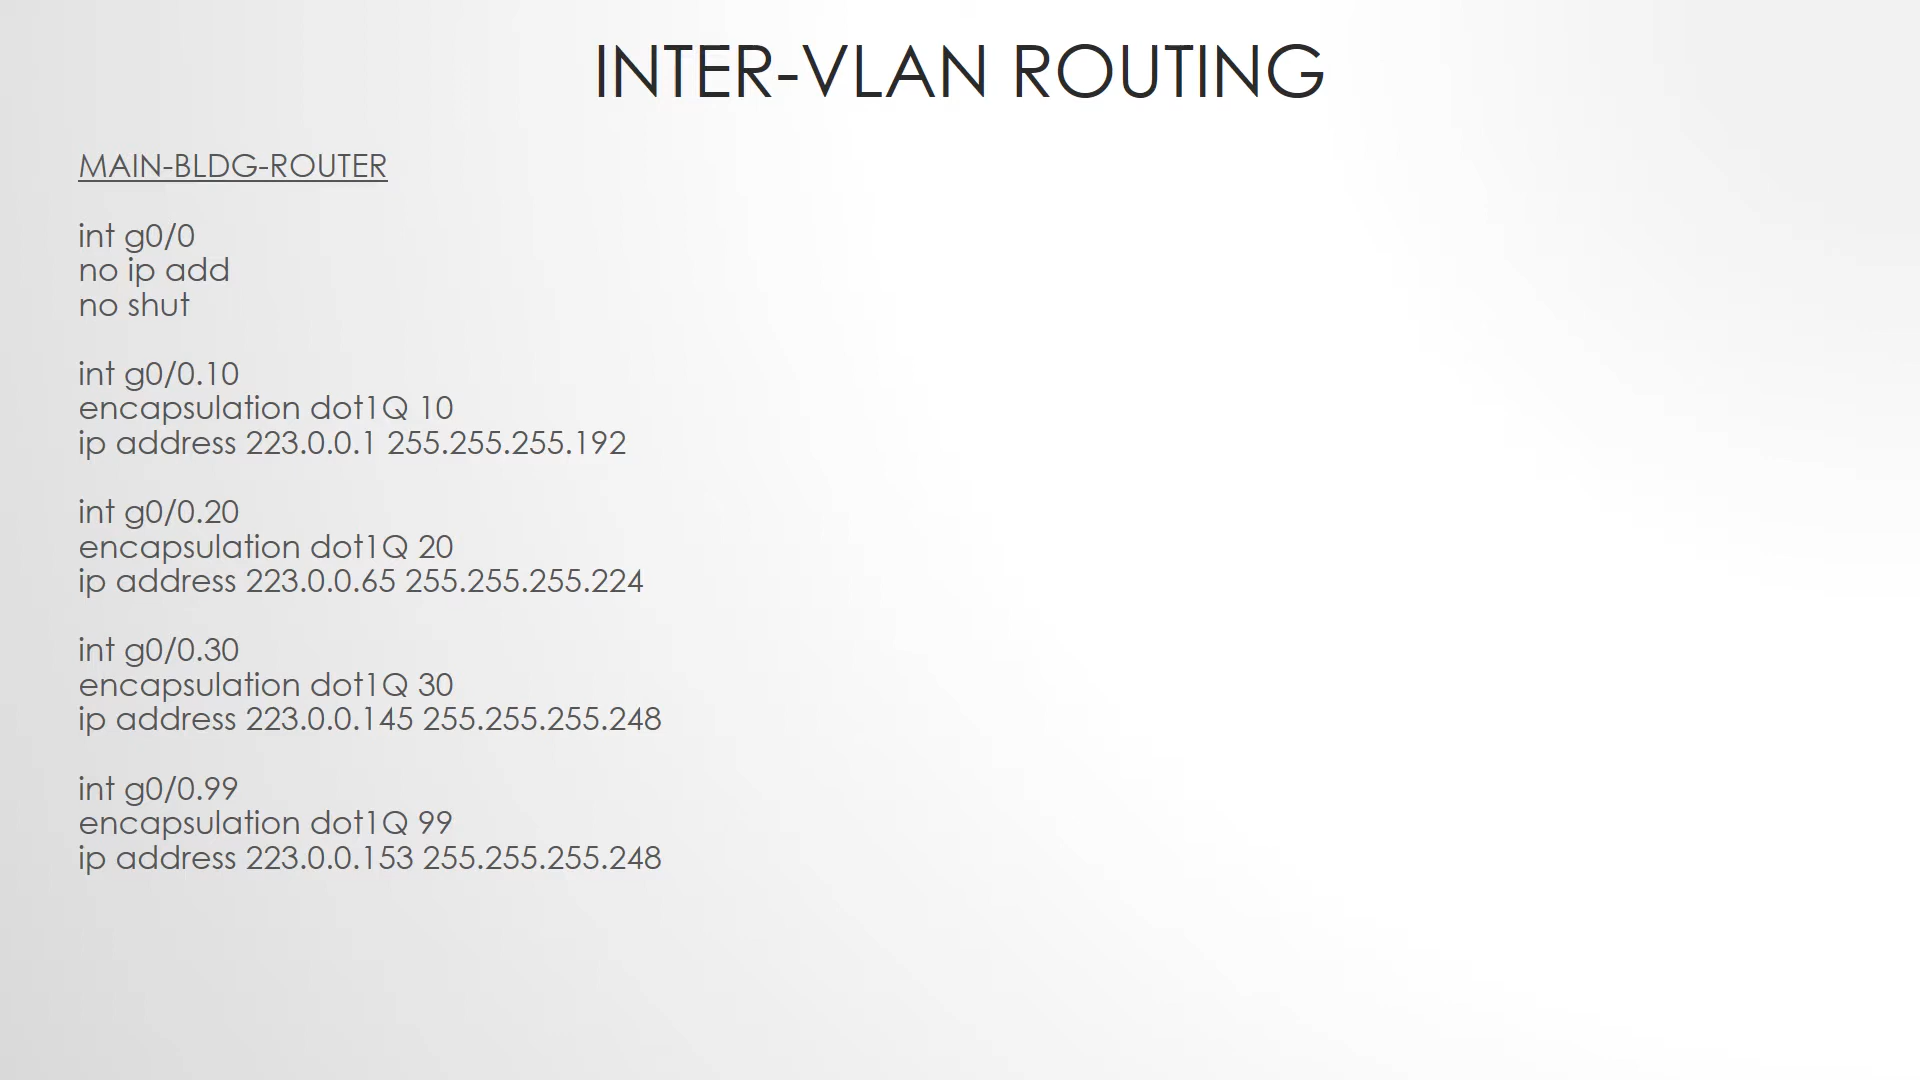 INTER-VLAN ROUTING
MAIN-BLDG-ROUTER
int g0/0
no ip add
no shut
int g0/0.10
encapsulation dot1Q 10
ip address 223.0.0.1 255.255.255.192
int g0/0.20
encapsulation dot1Q 20
ip address 223.0.0.65 255.255.255.224
int g0/0.30
encapsulation dot1Q 30
ip address 223.0.0.145 255.255.255.248
int g0/0.99
encapsulation dot1Q 99
ip address 223.0.0.153 255.255.255.248